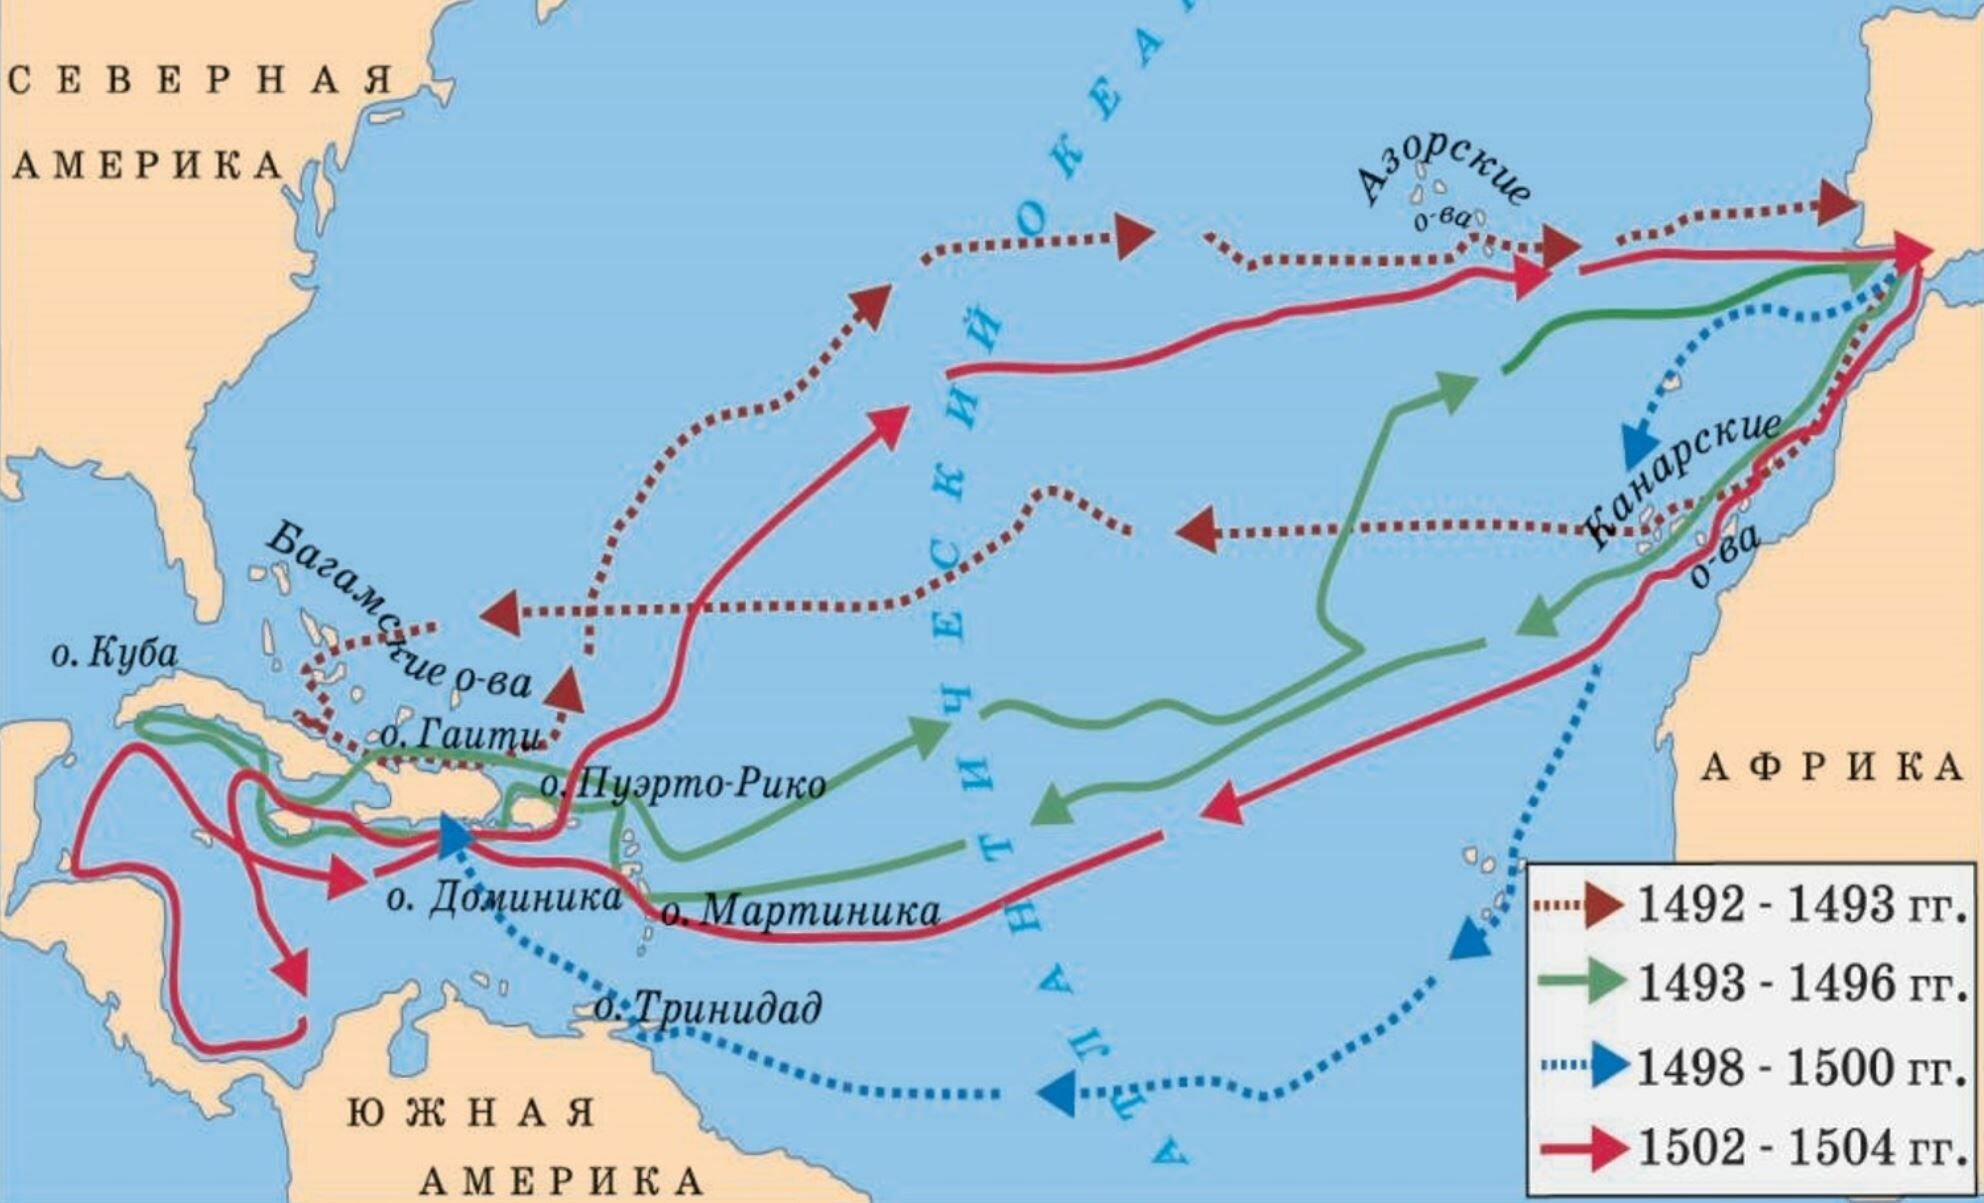 СЕВЕРНАЯ
АМЕРИКА
АТЛАНТИЧЕСКИЙ ОКЕА
Азорские
о-ва
Канарские
о-ва
Багамские о-ва
о. Куба
о. Гаити
о. Пуэрто-Рико
о. Доминика
о. Мартиника
о. Тринидад
АФРИКА
ЮЖНАЯ
АМЕРИКА
1492 - 1493 гг.
1493 - 1496 гг.
1498 - 1500 гг.
1502 - 1504 гг.